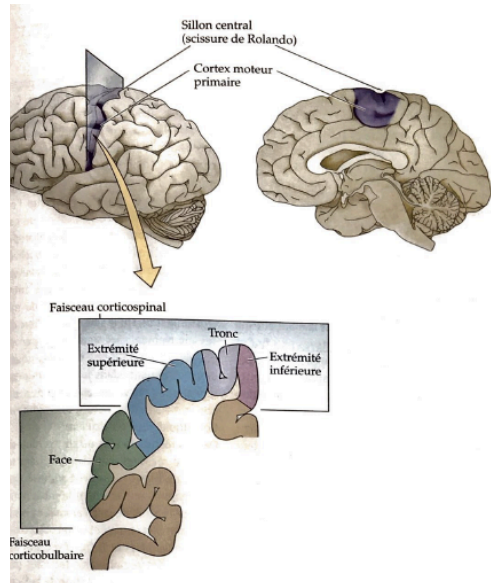 Sillon central
(scissure de Rolando)
Cortex moteur
primaire
Faisceau corticospinal
Tronc
Extrémité
supérieure
Extrémité
inférieure
Face
Faisceau
corticobulbaire